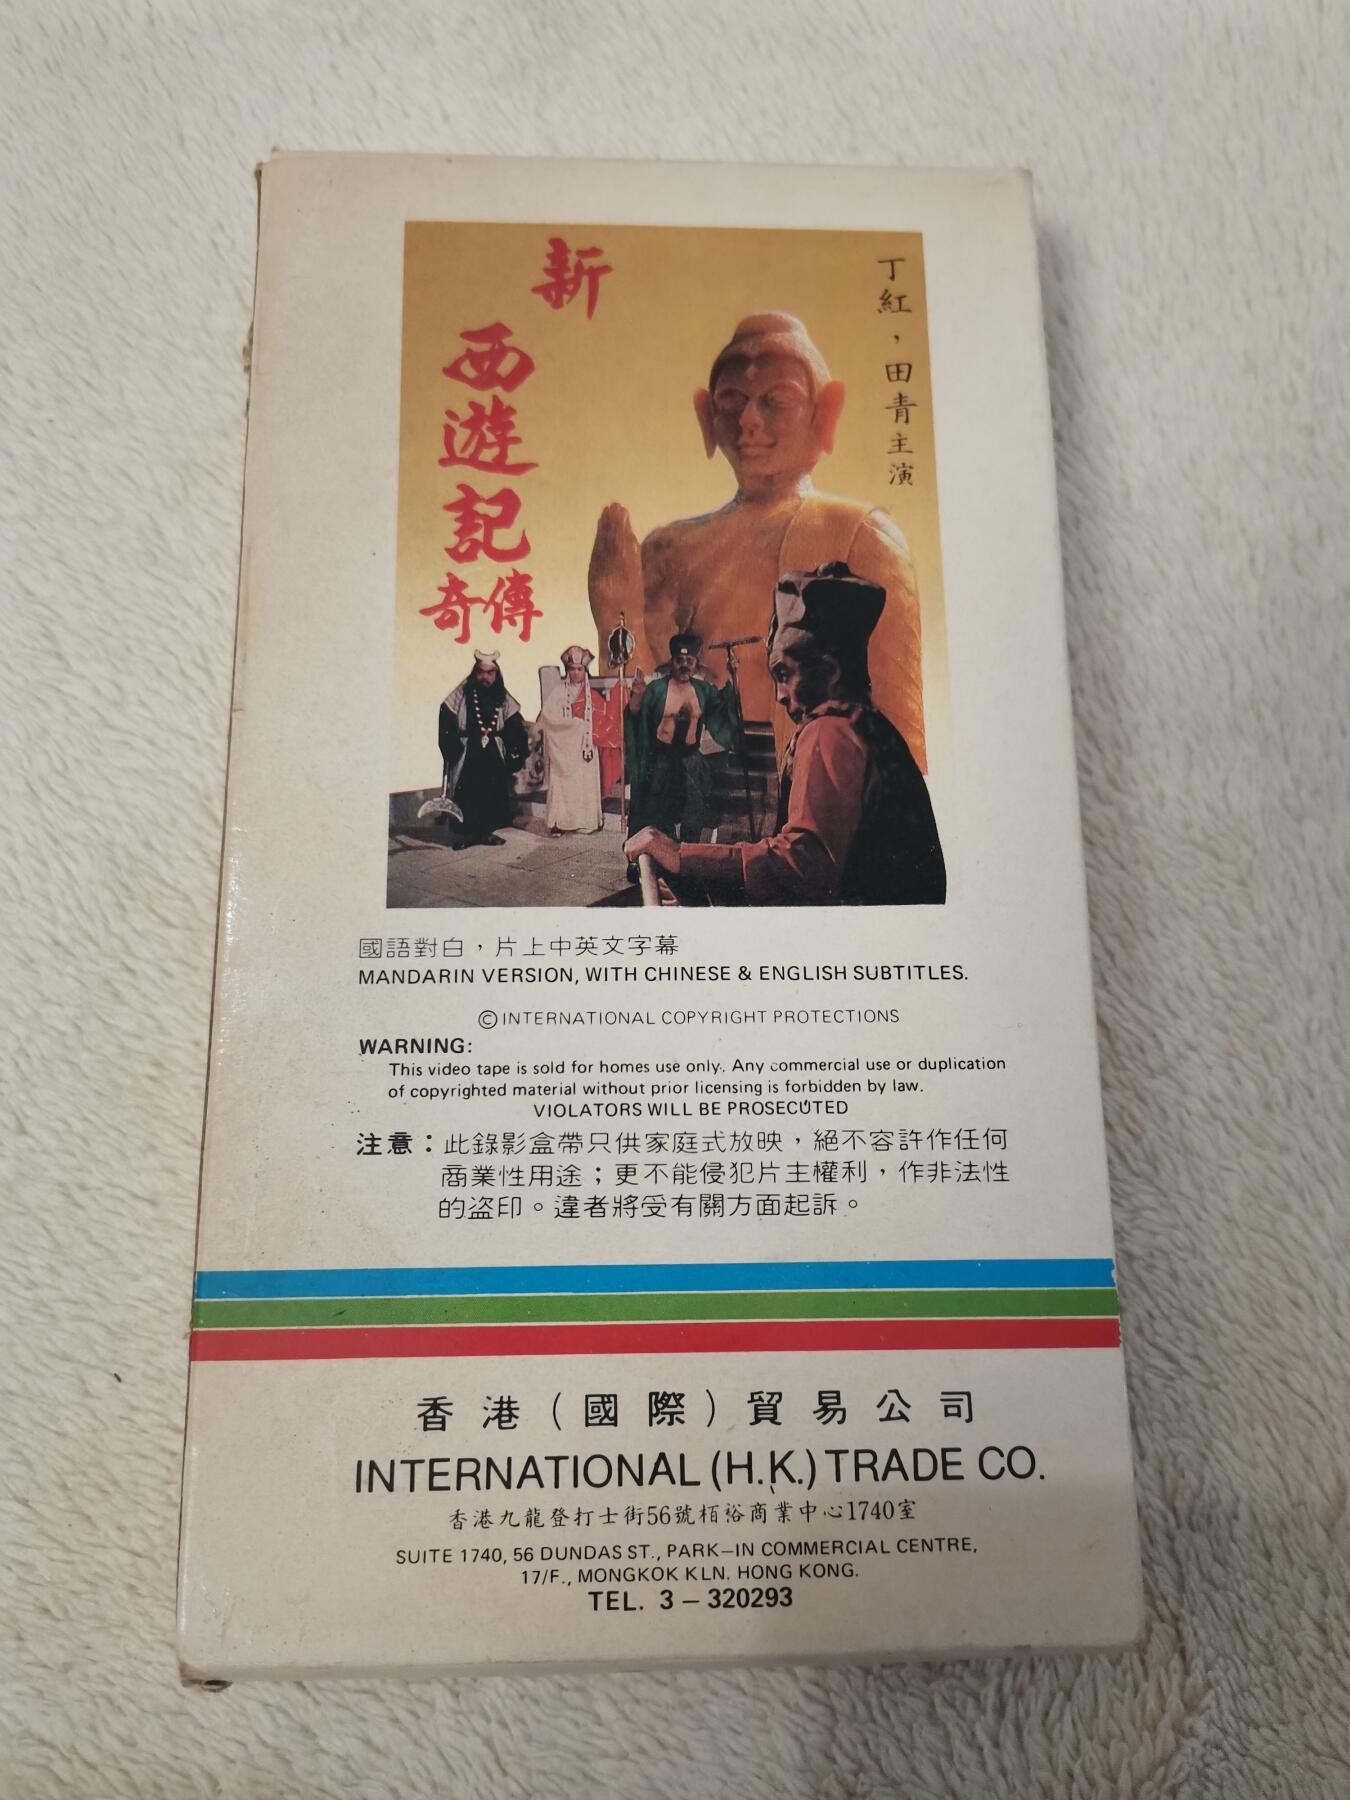 新
西
遊
記
奇傳
丁紅，田青主演
國語對白，片上中英文字幕
MANDARIN VERSION, WITH CHINESE & ENGLISH SUBTITLES.
© INTERNATIONAL COPYRIGHT PROTECTIONS
WARNING:
This video tape is sold for homes use only. Any commercial use or duplication
of copyrighted material without prior licensing is forbidden by law.
VIOLATORS WILL BE PROSECUTED
注意：此錄影盒帶只供家庭式放映，絕不容許作任何
商業性用途；更不能侵犯片主權利，作非法性
的盗印。違者將受有關方面起訴。
香港（國際）貿易公司
INTERNATIONAL (H.K.) TRADE CO.
香港九龍登打士街56號栢裕商業中心1740室
SUITE 1740, 56 DUNDAS ST., PARK–IN COMMERCIAL CENTRE,
17/F., MONGKOK KLN. HONG KONG.
TEL. 3 – 320293